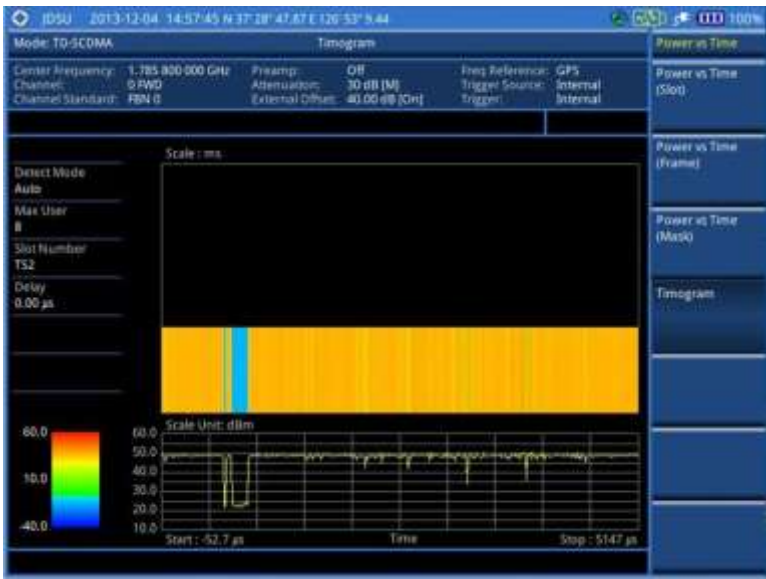 JDSU 2013-12-04 14:57:45 N 37° 28' 47.67 E 126° 53' 9.44 100%
Mode: TD-SCDMA Timogram Power vs Time
Center Frequency: 1.785 800 000 GHz Preamp: Off Freq Reference: GPS
Channel: 0 FWD Attenuation: 30 dB [M] Trigger Source: Internal
Channel Standard: FBN 0 External Offset: 40.00 dB [On] Trigger: Internal
Power vs Time
(Slot)
Scale : ms
Power vs Time
(Frame)
Detect Mode
Auto
Max User
8
Power vs Time
(Mask)
Slot Number
TS2
Delay
0.00 µs
Timogram
Scale Unit: dBm
60.0
10.0
-40.0
60.0
50.0
40.0
30.0
20.0
10.0
Start : -52.7 µs Time Stop : 5147 µs